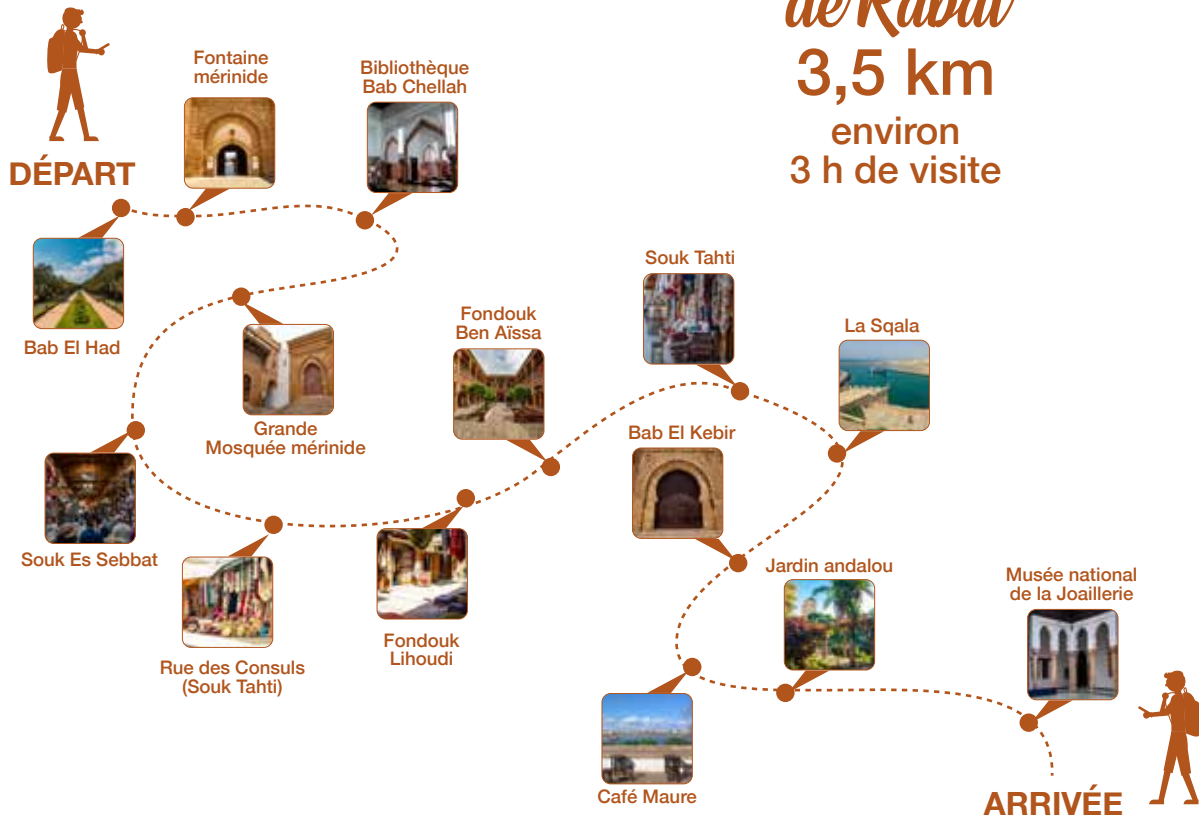 de Rabat
3,5 km
environ
3 h de visite
DÉPART
Fontaine
mérinide
Bibliothèque
Bab Chellah
Bab El Had
Grande
Mosquée mérinide
Souk Es Sebbat
Rue des Consuls
(Souk Tahti)
Fondouk
Lihoudi
Fondouk
Ben Aïssa
Souk Tahti
La Sqala
Bab El Kebir
Café Maure
Jardin andalou
Musée national
de la Joaillerie
ARRIVÉE